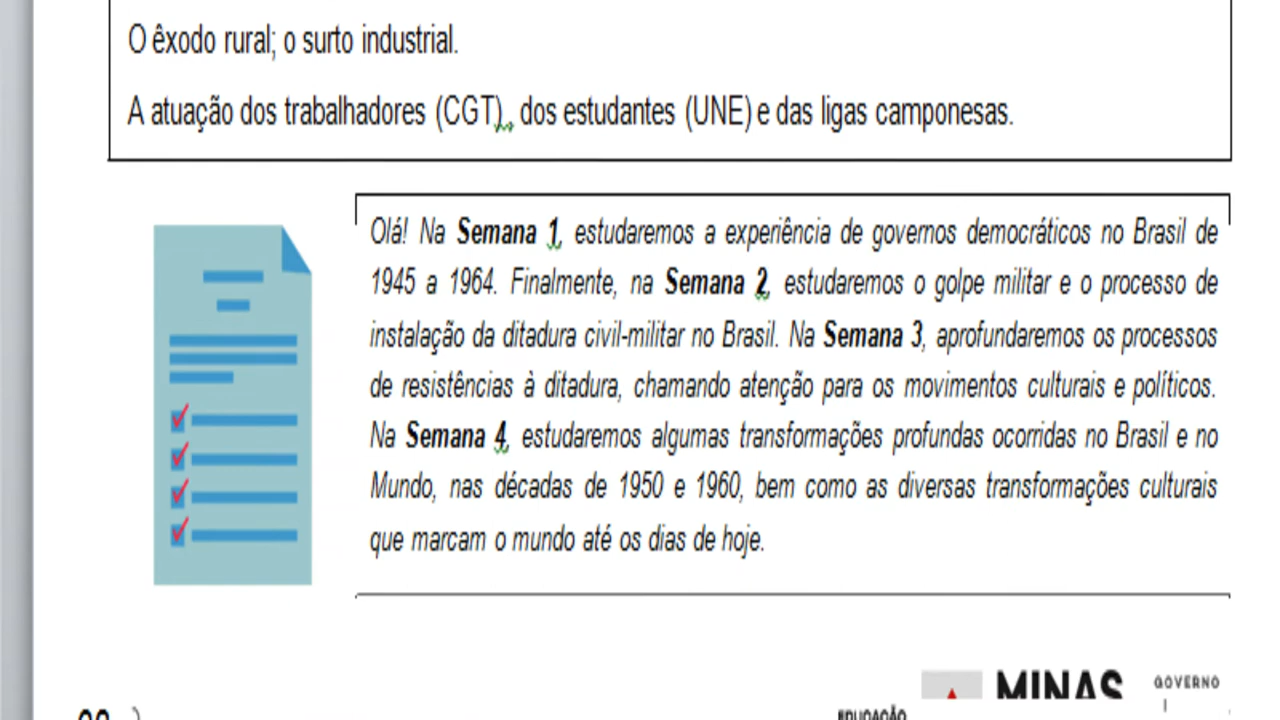 O êxodo rural; o surto industrial.
A atuação dos trabalhadores (CGT), dos estudantes (UNE) e das ligas camponesas.
Olá! Na Semana 1, estudaremos a experiência de governos democráticos no Brasil de
1945 a 1964. Finalmente, na Semana 2, estudaremos o golpe militar e o processo de
instalação da ditadura civil-militar no Brasil. Na Semana 3, aprofundaremos os processos
de resistências à ditadura, chamando atenção para os movimentos culturais e políticos.
Na Semana 4, estudaremos algumas transformações profundas ocorridas no Brasil e no
Mundo, nas décadas de 1950 e 1960, bem como as diversas transformações culturais
que marcam o mundo até os dias de hoje.
MINAS
GOVERNO
EDUCAÇÃO